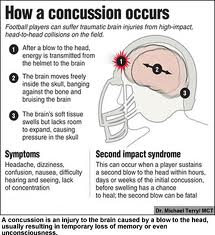 How a concussion occurs
Football players can suffer traumatic brain injuries from high-impact,
head-to-head collisions on the field.
1 After a blow to the head,
energy is transmitted from
the helmet to the brain
2 The brain moves freely
inside the skull, banging
against the bone and
bruising the brain
3 The brain's soft tissue
swells but lacks room
to expand, causing
pressure in the skull
1
2
3
Symptoms
Headache, dizziness,
confusion, nausea, difficulty
hearing and seeing, lack
of concentration
Second impact syndrome
This can occur when a player sustains
a second blow to the head within hours,
days or weeks of the initial concussion,
before swelling has a chance
to heal; the second blow can be fatal
Dr. Michael Terry/ MCT
A concussion is an injury to the brain caused by a blow to the head,
usually resulting in temporary loss of memory or even
unconsciousness.